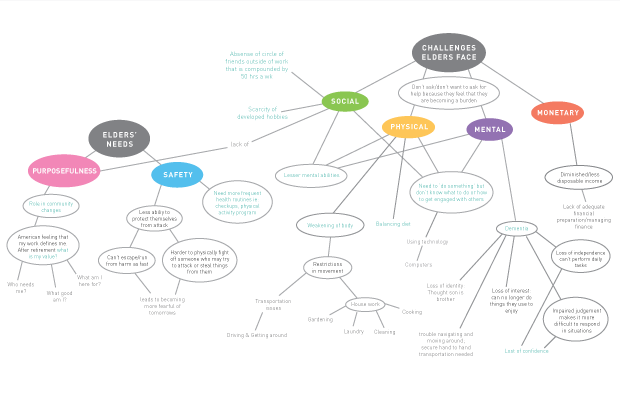 CHALLENGES
ELDERS FACE
Absense of circle of
friends outside of work
that is compounded by
50 hrs a wk
Don't ask/don't want to ask for
help because they feel that they
are becoming a burden
SOCIAL
Scarcity of
developed hobbies
MONETARY
PHYSICAL
MENTAL
ELDERS'
NEEDS
lack of
PURPOSEFULNESS
SAFETY
Lesser mental abilities
Diminished/less
disposable income
Need more frequent
health routines ie
checkups, physical
activity program
Need to do something but
don't know what to do or how
to get engaged with others
Role in community
changes
Less ability to
protect themselves
from attack
Lack of adequate
financial
preparation/managing
finance
Weakening of body
Balancing diet
Dementia
American feeling that
my work defines me
After retirement what
is my value?
Using technology
Can't escape/run
from harm as fast
Harder to physically fight
off someone who may try
to attack or steal things
from them
Loss of independence
can't perform daily
tasks
Computers
Restrictions
in movement
Who needs
me?
What good
am I?
What am I
here for?
Loss of identity
Thought son is
brother
Loss of interest
can no longer do
things they use to
enjoy
leads to becoming
more fearful of
tomorrows
Transportation
issues
House work
Cooking
Gardening
Laundry
Cleaning
Impaired judgement
makes it more
difficult to respond
in situations
Driving & Getting around
trouble navigating and
moving around,
secure hand to hand
transportation needed
Loss of confidence